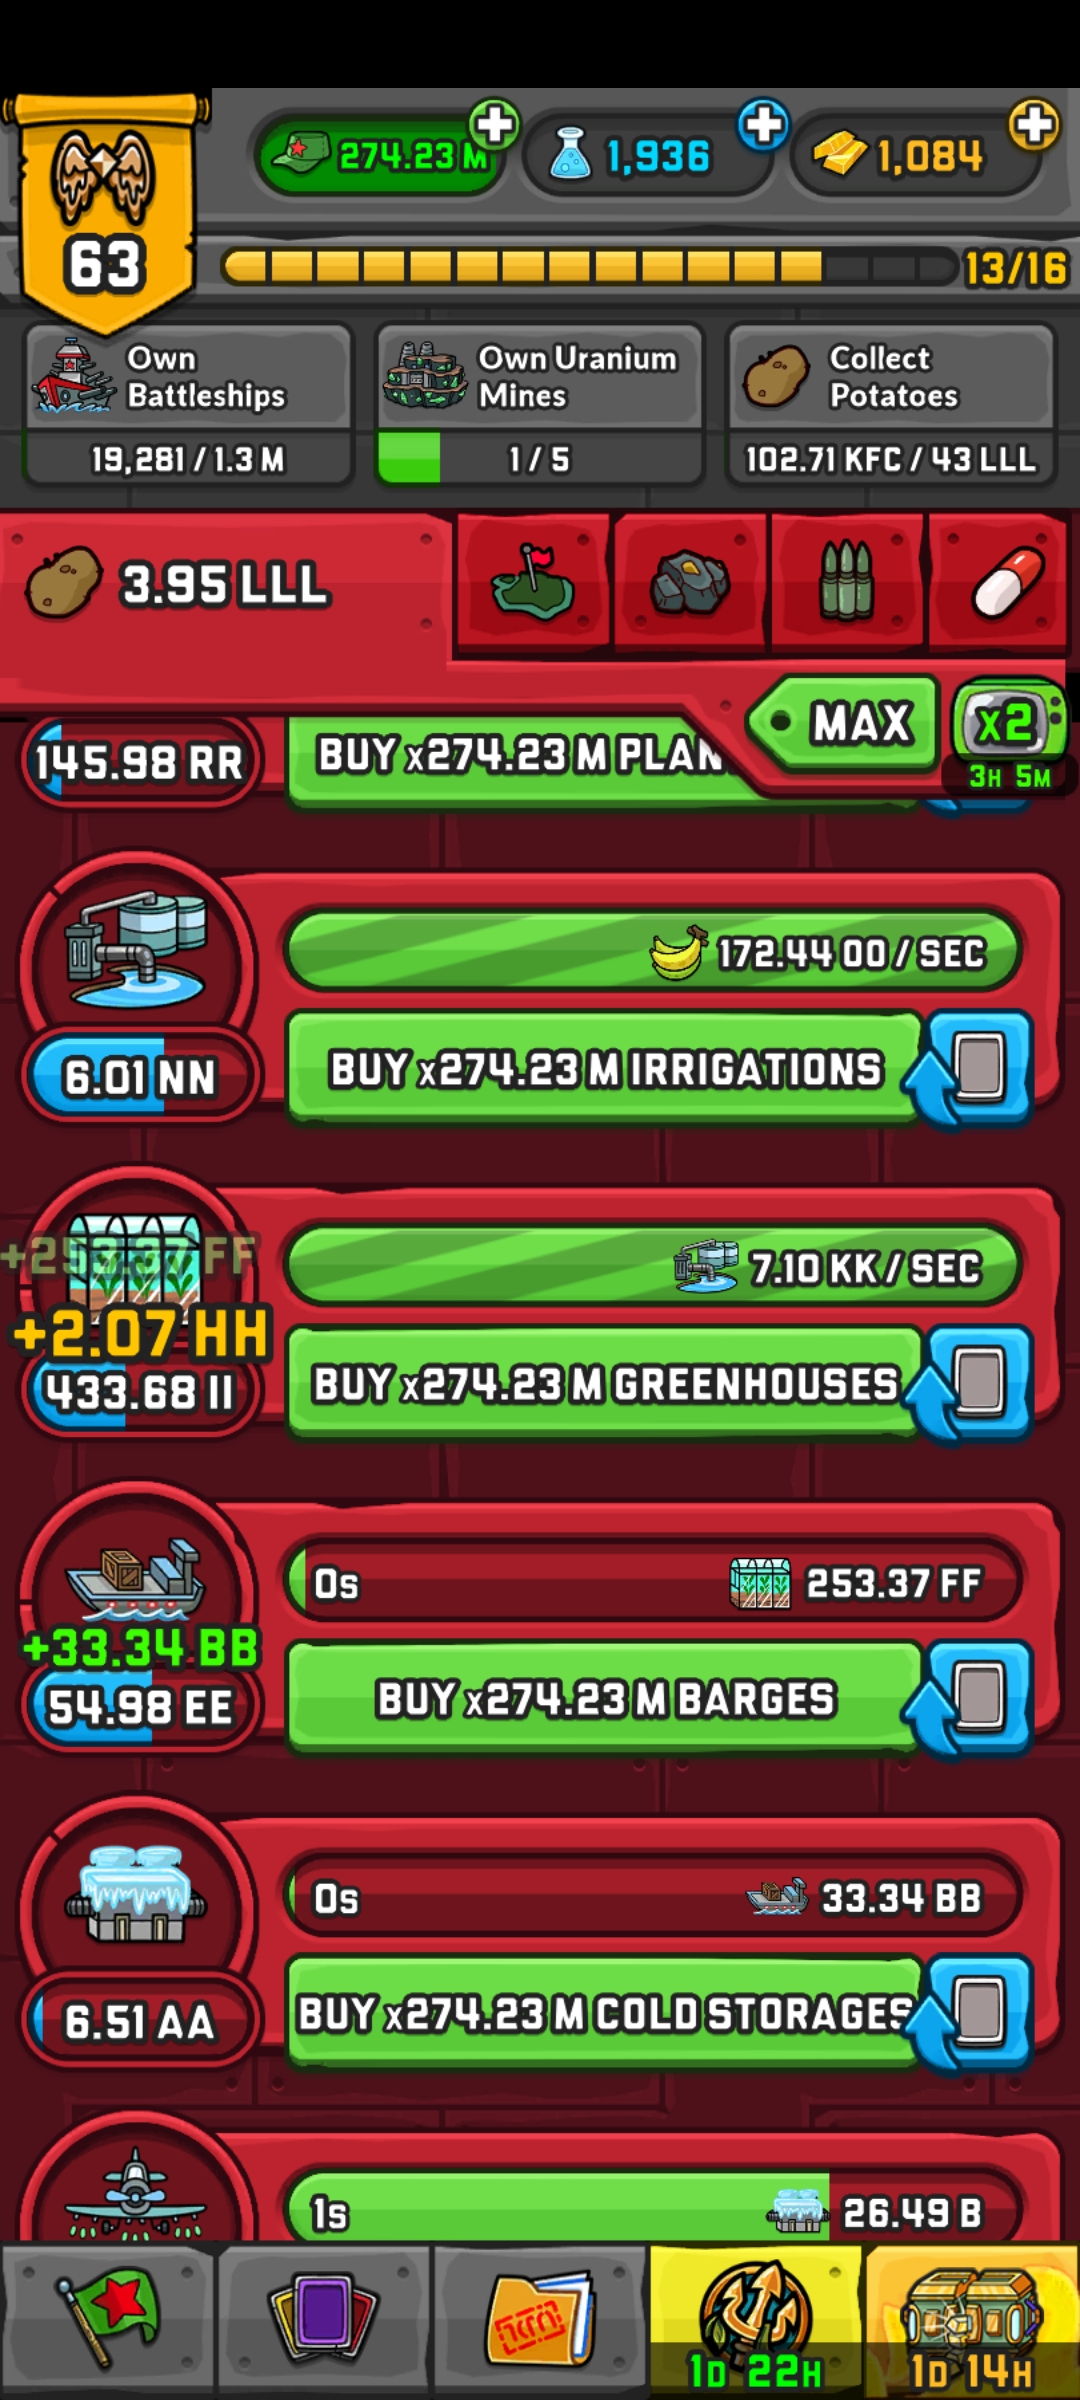 63
274.23 M
1,936
1,084
13/16
Own
Battleships
19,281 / 1.3 M
Own Uranium
Mines
1 / 5
Collect
Potatoes
102.71 KFC / 43 LLL
3.95 LLL
MAX
x2
3H 5M
145.98 RR
BUY x274.23 M PLAN
172.44 OO / SEC
6.01 NN
BUY x274.23 M IRRIGATIONS
+253.37 FF
7.10 KK / SEC
+2.07 HH
433.68 II
BUY x274.23 M GREENHOUSES
0s
253.37 FF
+33.34 BB
54.98 EE
BUY x274.23 M BARGES
0s
33.34 BB
6.51 AA
BUY x274.23 M COLD STORAGES
1s
26.49 B
1D 22H
1D 14H